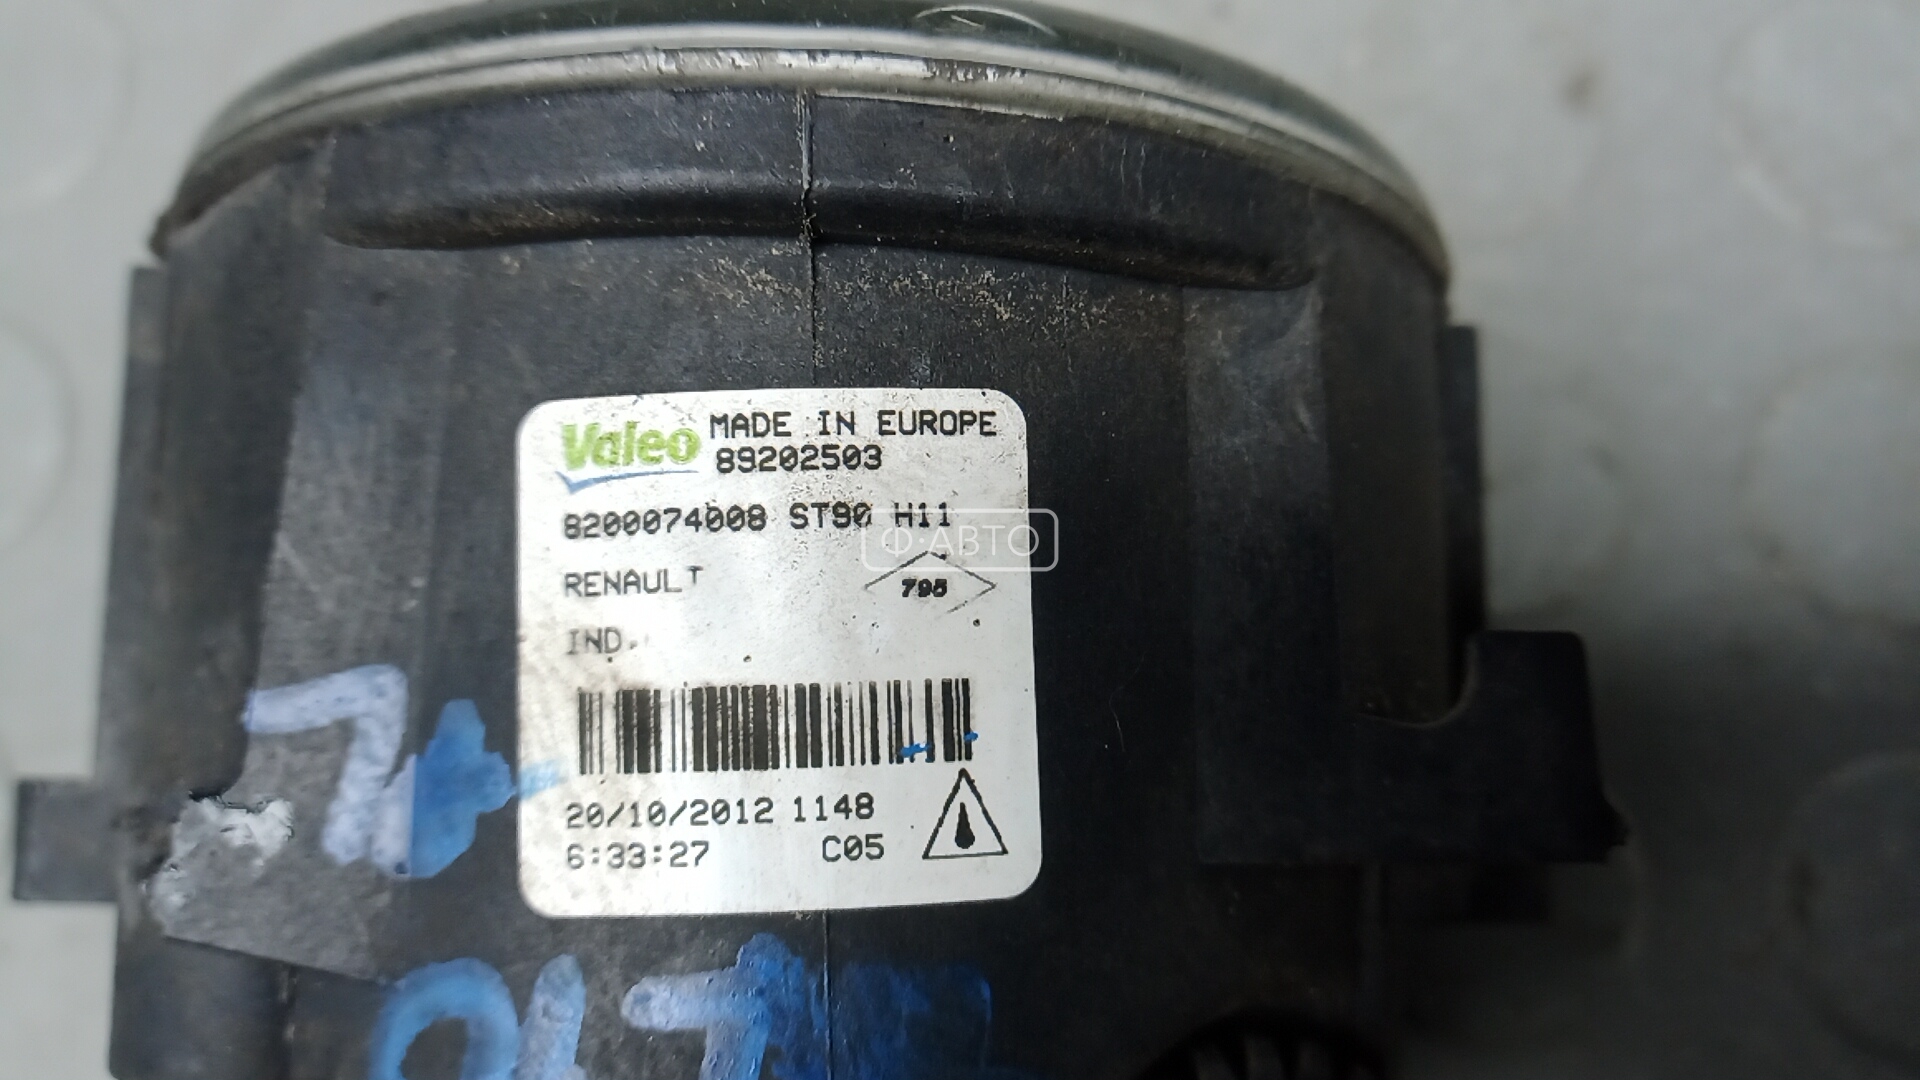 Valeo MADE IN EUROPE
89202503
8200074008 ST90 H11
Ф·АВТО
RENAULT
795
IND.
20/10/2012 1148
6:33:27 C05